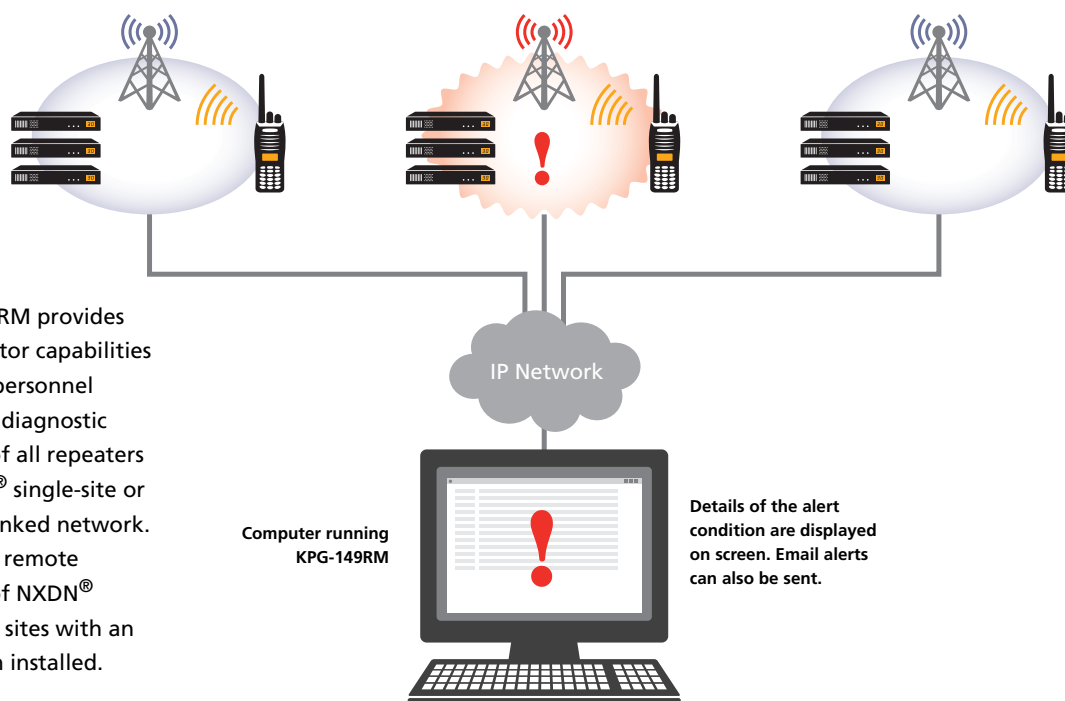 RM provides
tor capabilities
personnel
diagnostic
of all repeaters
® single-site or
nked network.
remote
of NXDN®
sites with an
installed.
IP Network
Computer running
KPG-149RM
Details of the alert
condition are displayed
on screen. Email alerts
can also be sent.